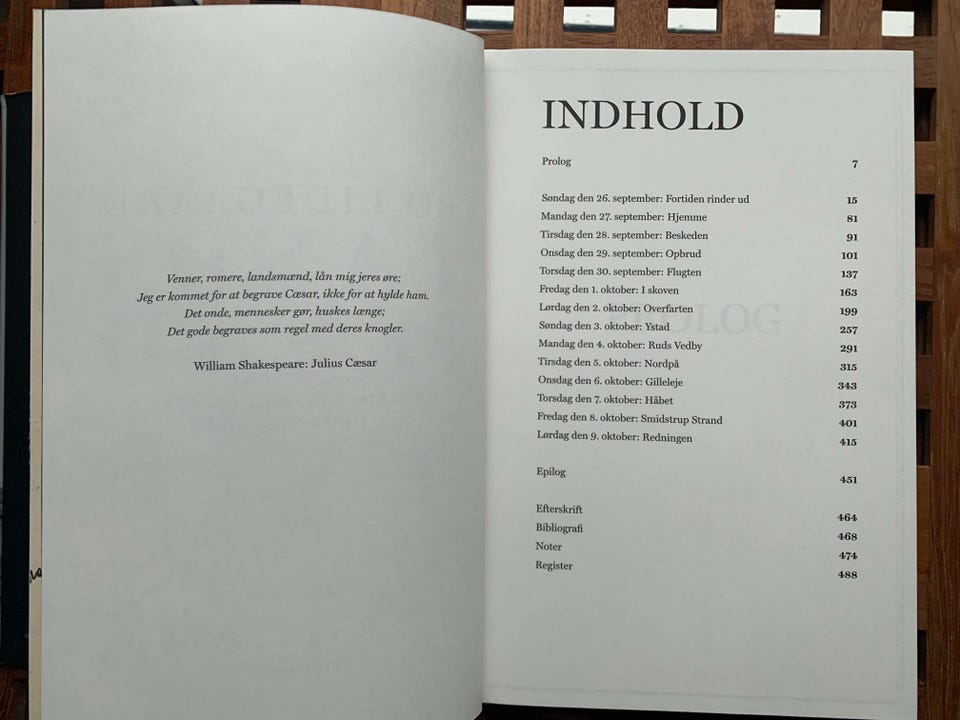 Venner, romere, landsmænd, lån mig jeres øre;
Jeg er kommet for at begrave Cæsar, ikke for at hylde ham.
Det onde, mennesker gør, huskes længe;
Det gode begraves som regel med deres knogler.
William Shakespeare: Julius Cæsar
INDHOLD
Prolog 7
Søndag den 26. september: Fortiden rinder ud 15
Mandag den 27. september: Hjemme 81
Tirsdag den 28. september: Beskeden 91
Onsdag den 29. september: Opbrud 101
Torsdag den 30. september: Flugten 137
Fredag den 1. oktober: I skoven 163
Lørdag den 2. oktober: Overfarten 199
Søndag den 3. oktober: Ystad 257
Mandag den 4. oktober: Ruds Vedby 291
Tirsdag den 5. oktober: Nordpå 315
Onsdag den 6. oktober: Gilleleje 343
Torsdag den 7. oktober: Håbet 373
Fredag den 8. oktober: Smidstrup Strand 401
Lørdag den 9. oktober: Redningen 415
Epilog 451
Efterskrift 464
Bibliografi 468
Noter 474
Register 488